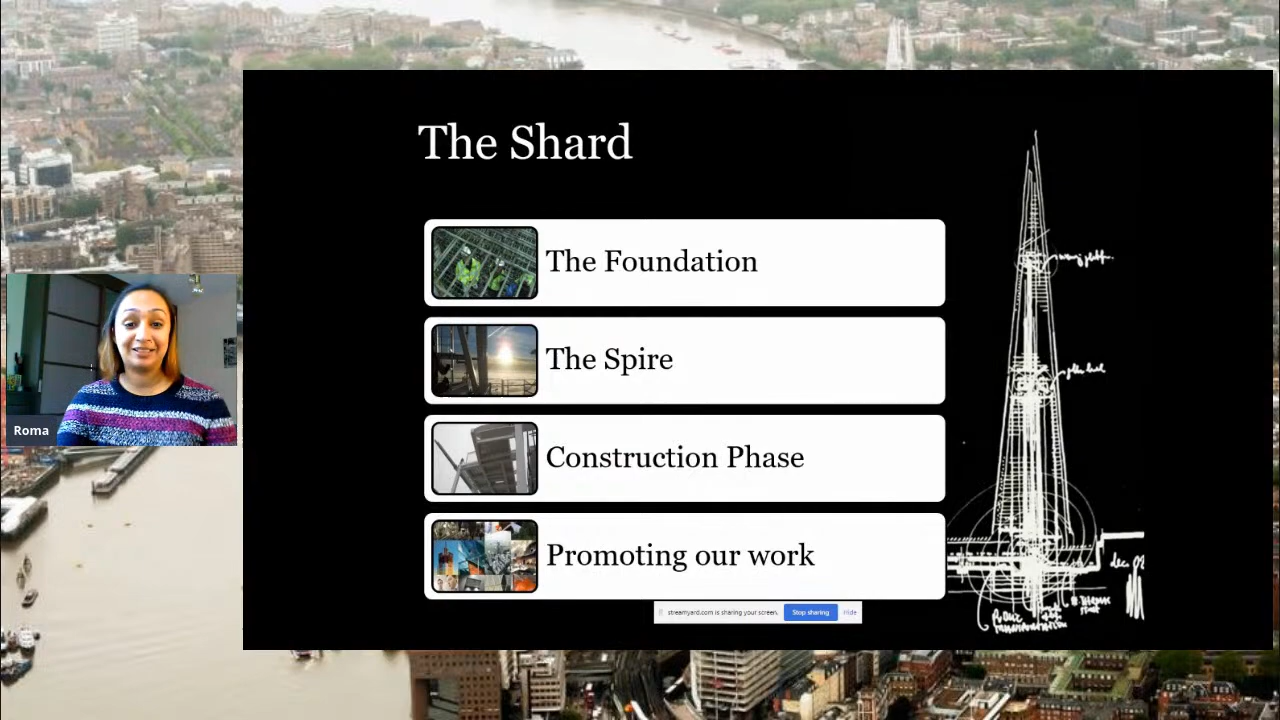 The Shard
The Foundation
The Spire
Construction Phase
Promoting our work
Roma
streamyard.com is sharing your screen.
Stop sharing
Hide